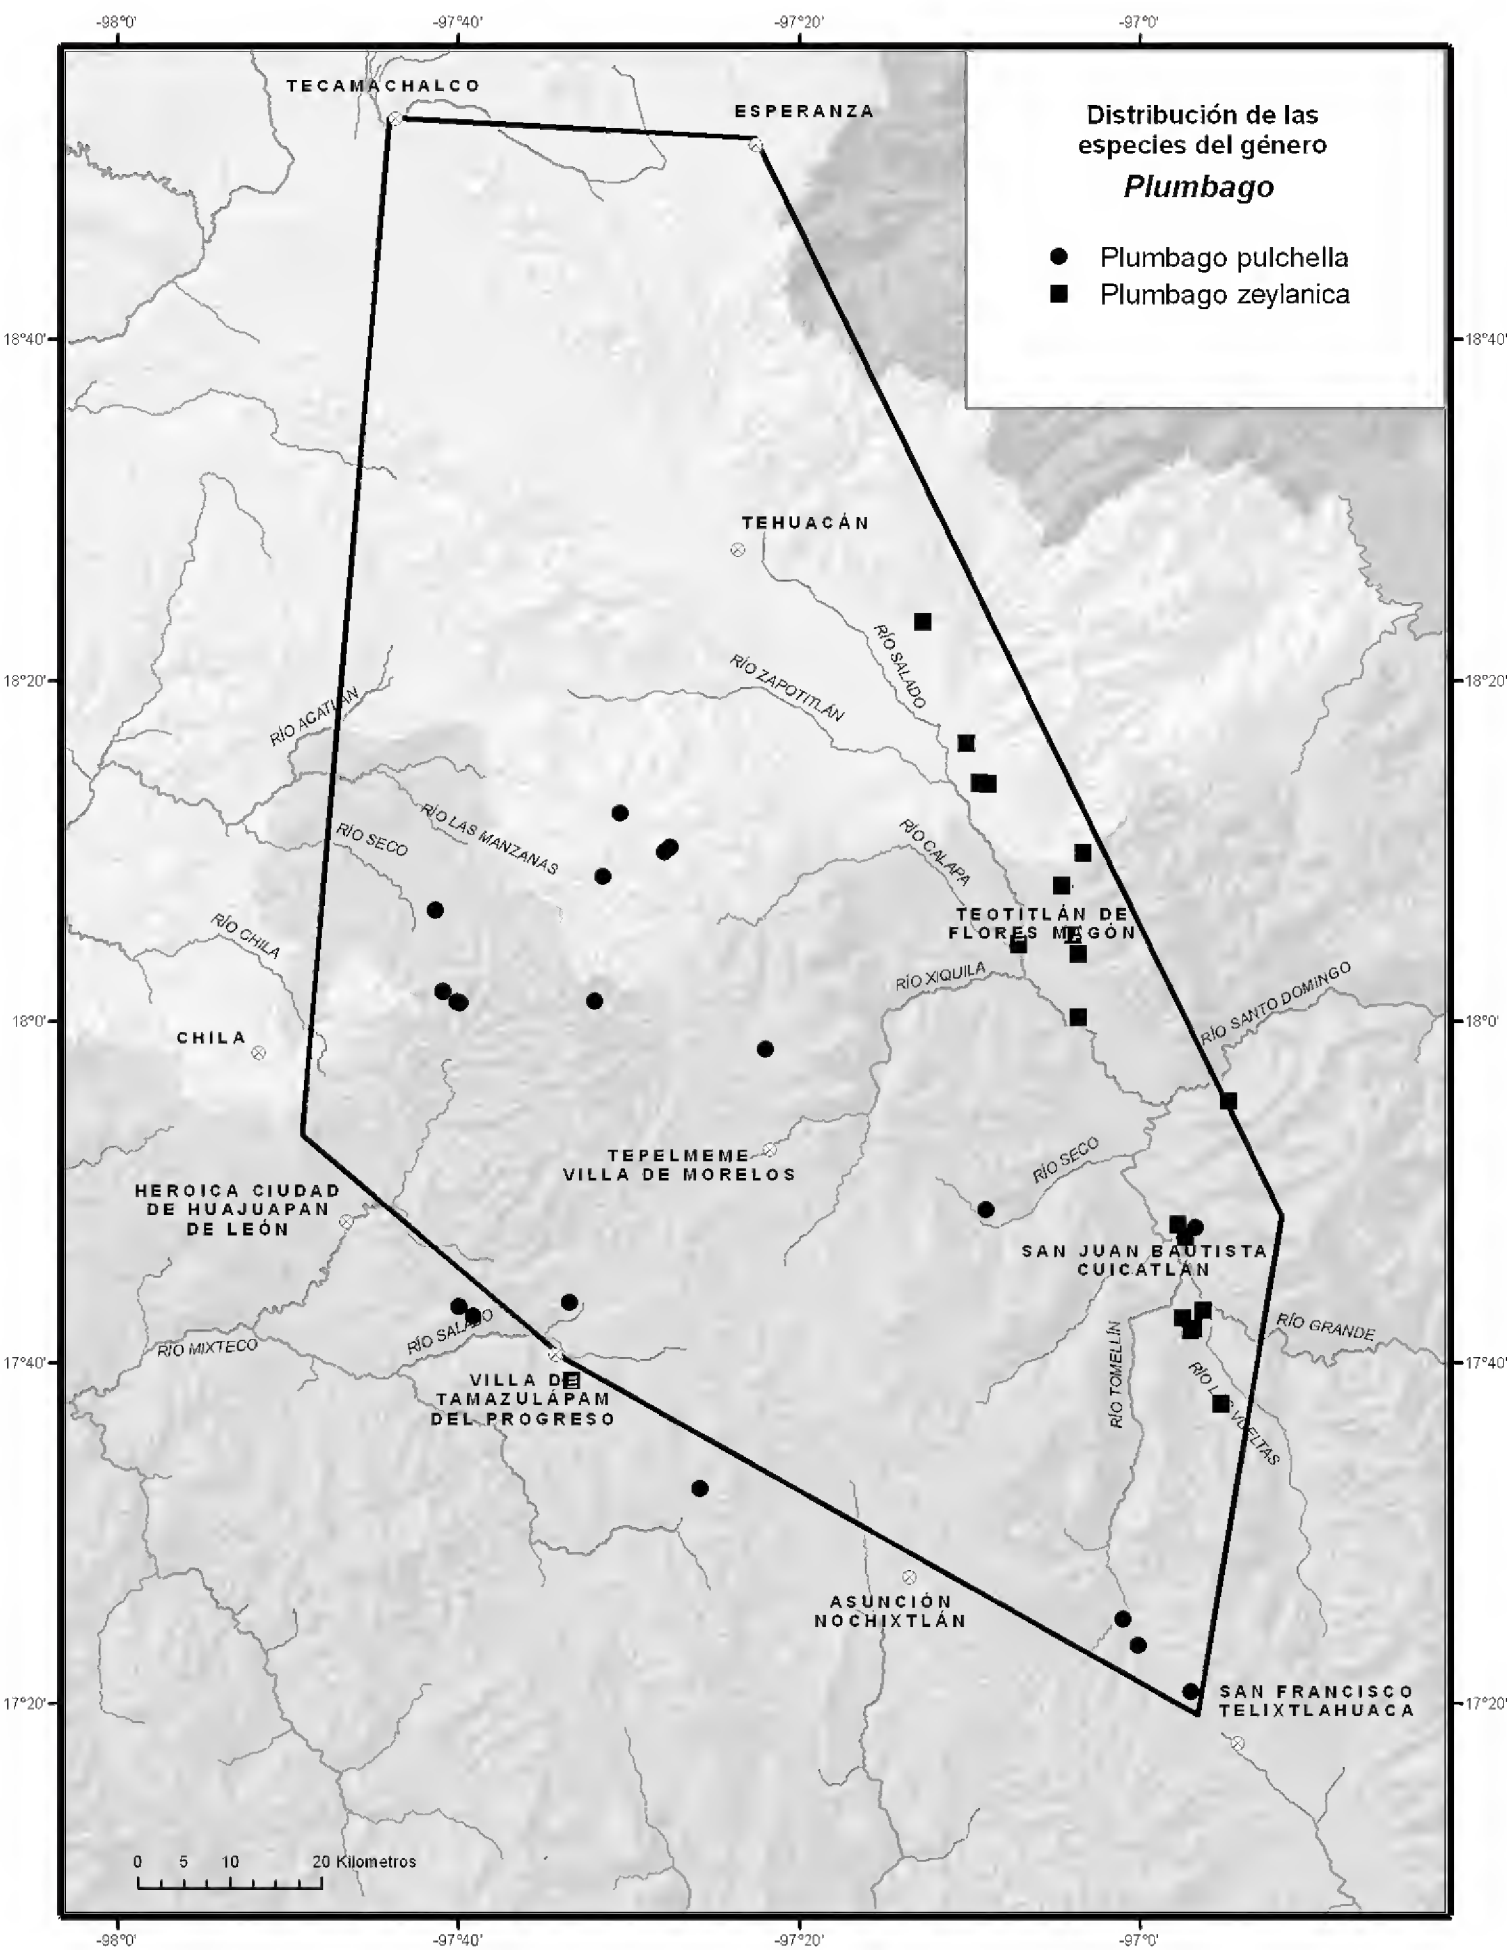 -98°0'
-97°40'
-97°20'
-97°0'
TECAMACHALCO
ESPERANZA
Distribución de las
especies del género
Plumbago
Plumbago pulchella
Plumbago zeylanica
18°40'
18°40'
TEHUACÁN
RÍO SALADO
RÍO ZAPOTITLÁN
18°20'
18°20'
RÍO ACATLÁN
RÍO LAS MANZANAS
RÍO SECO
RÍO CALAPA
TEOTITLÁN DE
FLORES MAGÓN
RÍO CHILA
RÍO XIQUILA
RÍO SANTO DOMINGO
18°0'
18°0'
CHILA
TEPELMEME
VILLA DE MORELOS
RÍO SECO
HEROICA CIUDAD
DE HUAJUAPAN
DE LEÓN
SAN JUAN BAUTISTA
CUICATLÁN
RÍO SALADO
RÍO MIXTECO
RÍO GRANDE
17°40'
17°40'
RÍO TOMELLÍN
RÍO LAS VUELTAS
VILLA DE
TAMAZULÁPAM
DEL PROGRESO
ASUNCIÓN
NOCHIXTLÁN
17°20'
17°20'
SAN FRANCISCO
TELIXTLAHUACA
0 5 10 20 Kilometros
-98°0'
-97°40'
-97°20'
-97°0'